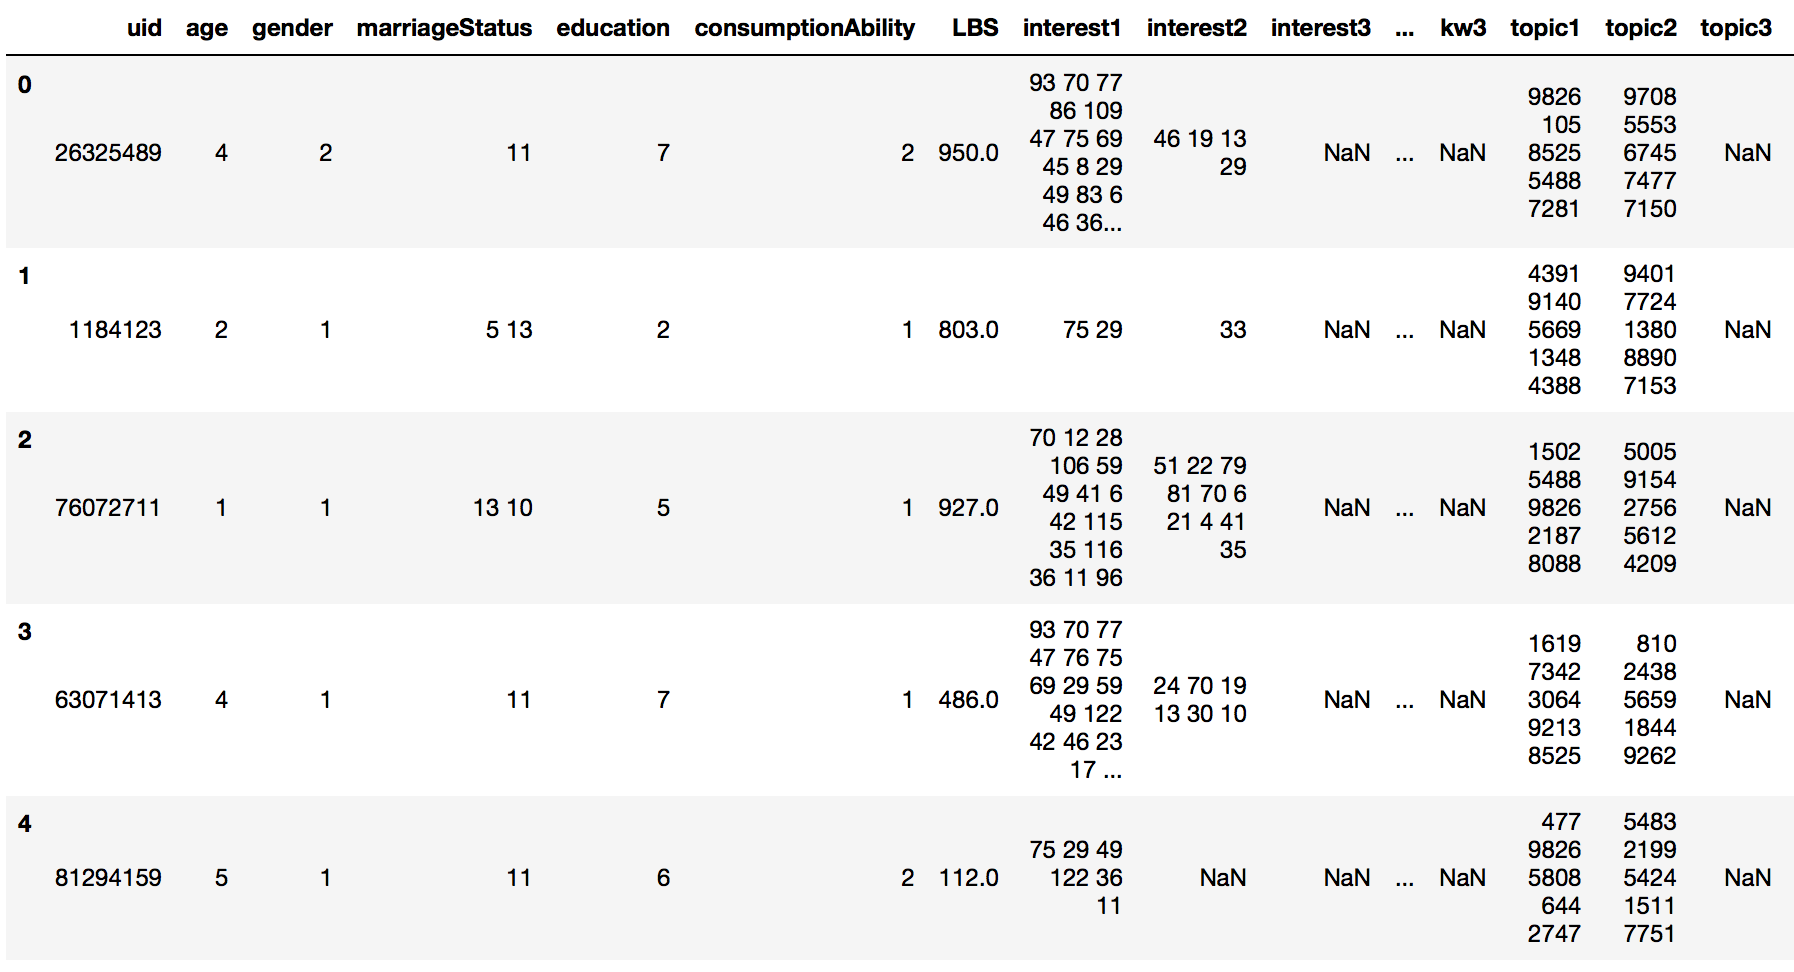 uid age gender marriageStatus education consumptionAbility LBS interest1 interest2 interest3 ... kw3 topic1 topic2 topic3
0
26325489 4 2 11 7 2 950.0
93 70 77
86 109
47 75 69
45 8 29
49 83 6
46 36...
46 19 13
29
NaN ... NaN
9826
105
8525
5488
7281
9708
5553
6745
7477
7150
NaN
1
1184123 2 1 5 13 2 1 803.0 75 29 33 NaN ... NaN
4391
9140
5669
1348
4388
9401
7724
1380
8890
7153
NaN
2
76072711 1 1 13 10 5 1 927.0
70 12 28
106 59
49 41 6
42 115
35 116
36 11 96
51 22 79
81 70 6
21 4 41
35
NaN ... NaN
1502
5488
9826
2187
8088
5005
9154
2756
5612
4209
NaN
3
63071413 4 1 11 7 1 486.0
93 70 77
47 76 75
69 29 59
49 122
42 46 23
17 ...
24 70 19
13 30 10
NaN ... NaN
1619
7342
3064
9213
8525
810
2438
5659
1844
9262
NaN
4
81294159 5 1 11 6 2 112.0
75 29 49
122 36
11
NaN NaN ... NaN
477
9826
5808
644
2747
5483
2199
5424
1511
7751
NaN